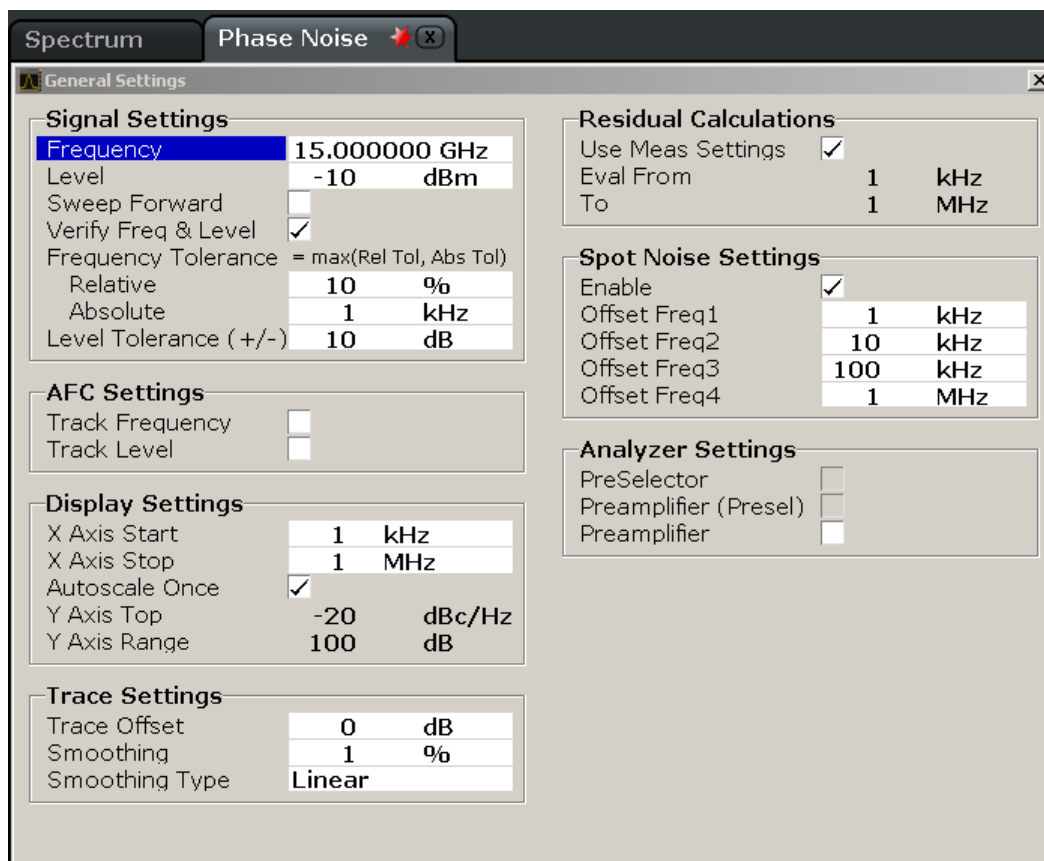 Spectrum
Phase Noise
General Settings
Signal Settings
Frequency 15.000000 GHz
Level -10 dBm
Sweep Forward
Verify Freq & Level
Frequency Tolerance = max(Rel Tol, Abs Tol)
Relative 10 %
Absolute 1 kHz
Level Tolerance (+/-) 10 dB
AFC Settings
Track Frequency
Track Level
Display Settings
X Axis Start 1 kHz
X Axis Stop 1 MHz
Autoscale Once
Y Axis Top -20 dBc/Hz
Y Axis Range 100 dB
Trace Settings
Trace Offset 0 dB
Smoothing 1 %
Smoothing Type Linear
Residual Calculations
Use Meas Settings
Eval From 1 kHz
To 1 MHz
Spot Noise Settings
Enable
Offset Freq1 1 kHz
Offset Freq2 10 kHz
Offset Freq3 100 kHz
Offset Freq4 1 MHz
Analyzer Settings
PreSelector
Preamplifier (Presel)
Preamplifier